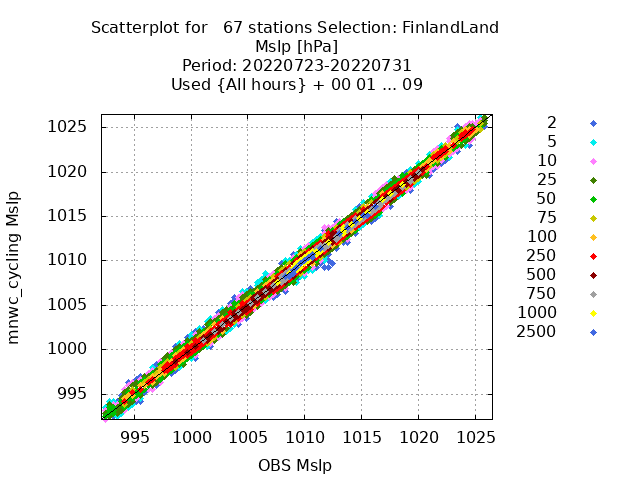 Scatterplot for   67 stations Selection: FinlandLand
Mslp [hPa]
Period: 20220723-20220731
Used {All hours} + 00 01 ... 09
mnwc_cycling Mslp
1025
1020
1015
1010
1005
1000
995
995 1000 1005 1010 1015 1020 1025
OBS Mslp
2
5
10
25
50
75
100
250
500
750
1000
2500